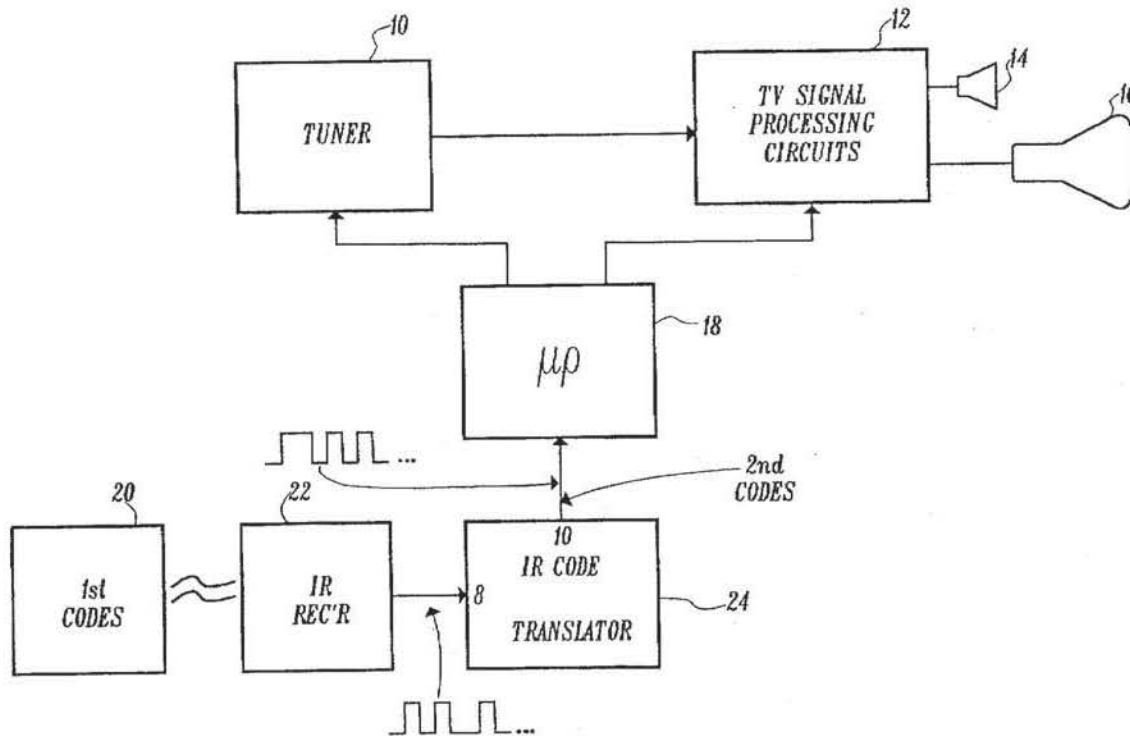 10
12
14
TUNER
TV SIGNAL
PROCESSING
CIRCUITS
18
μρ
2nd
CODES
20
22
10
IR CODE
TRANSLATOR
8
24
1st
CODES
IR
REC'R
...
...